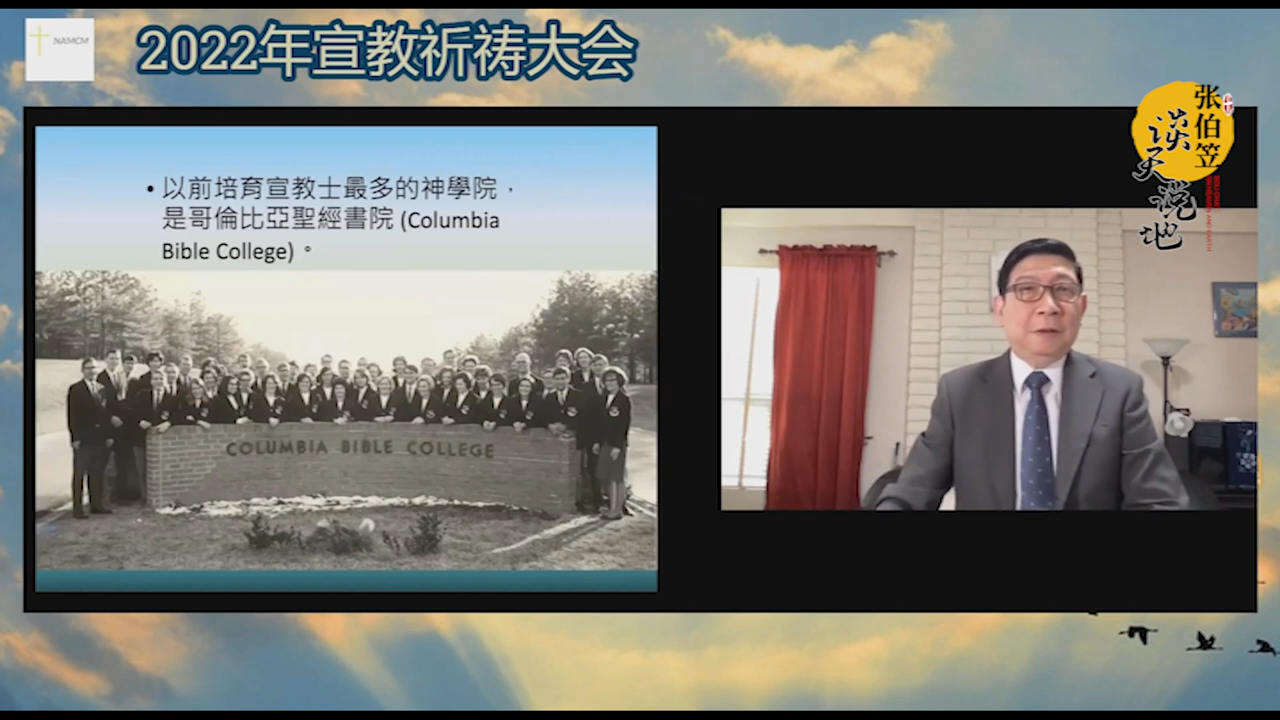 NAMCM
2022年宣教祈祷大会
张伯笠
谈天说地
• 以前培育宣教士最多的神學院，
是哥倫比亞聖經書院 (Columbia
Bible College) 。
COLUMBIA BIBLE COLLEGE